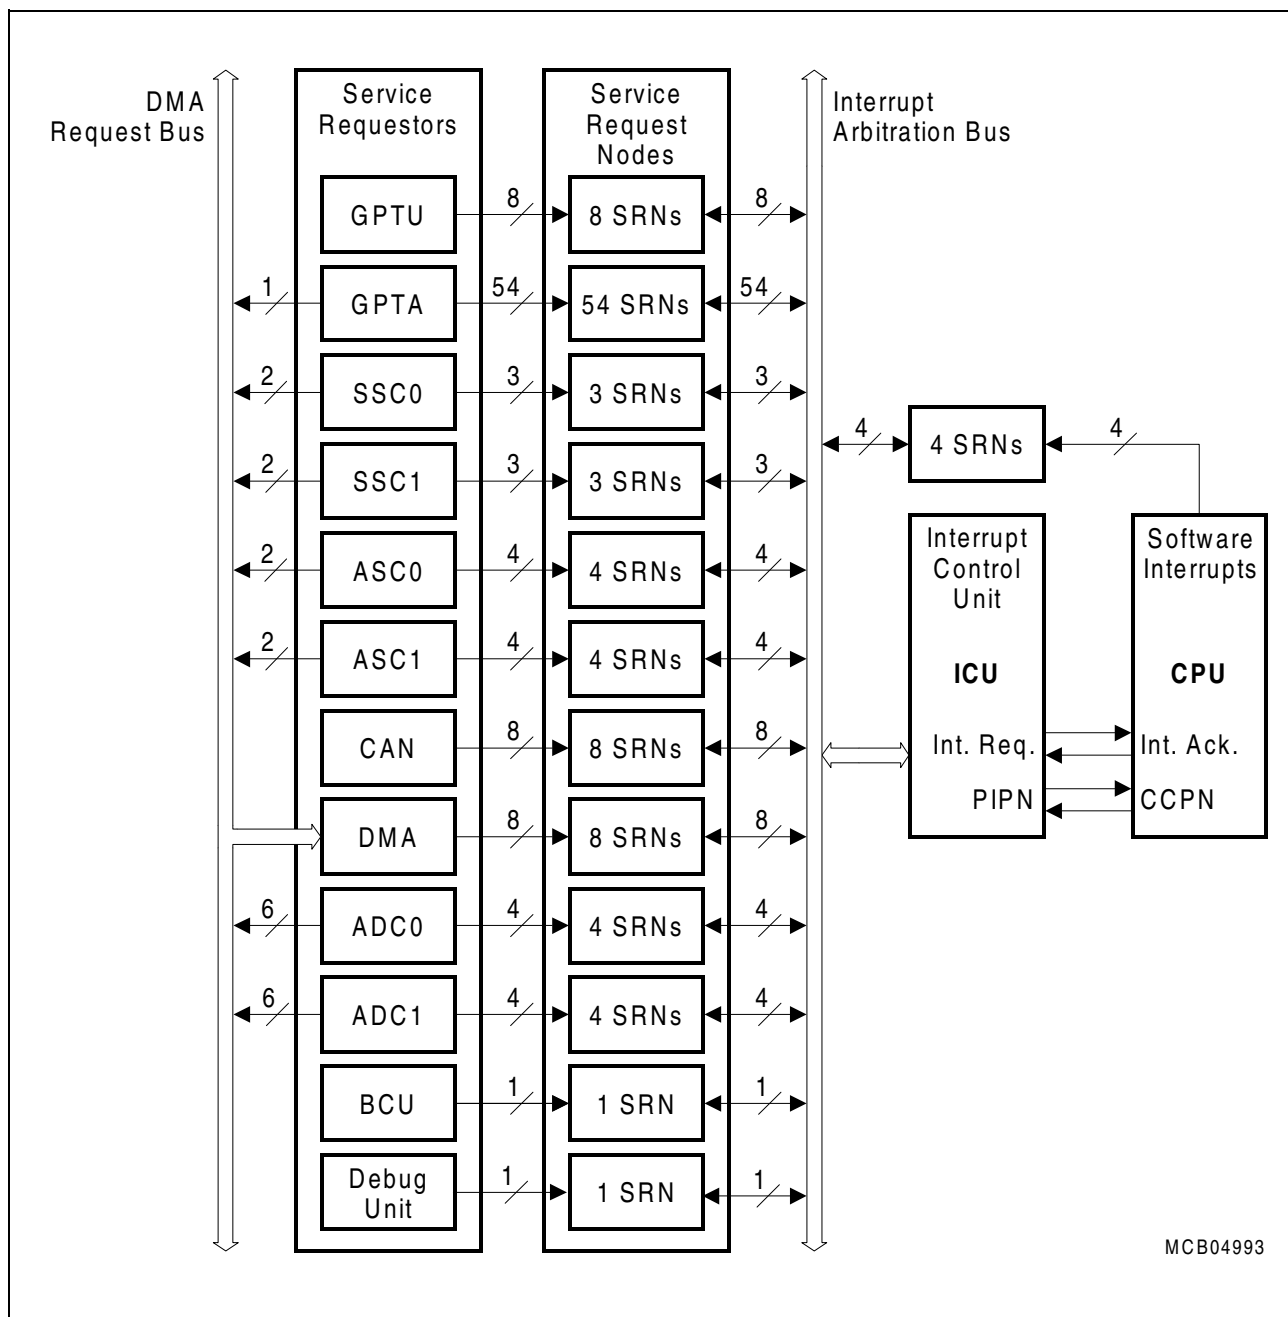 DMA
Request Bus
Service
Requestors
Service
Request
Nodes
Interrupt
Arbitration Bus
GPTU
8
8 SRNs
8
1
GPTA
54
54 SRNs
54
2
SSC0
3
3 SRNs
3
2
SSC1
3
3 SRNs
3
2
ASC0
4
4 SRNs
4
2
ASC1
4
4 SRNs
4
CAN
8
8 SRNs
8
DMA
8
8 SRNs
8
6
ADC0
4
4 SRNs
4
6
ADC1
4
4 SRNs
4
BCU
1
1 SRN
1
Debug
Unit
1
1 SRN
1
4
4 SRNs
4
Interrupt
Control
Unit
ICU
Int. Req.
PIPN
Software
Interrupts
CPU
Int. Ack.
CCPN
MCB04993